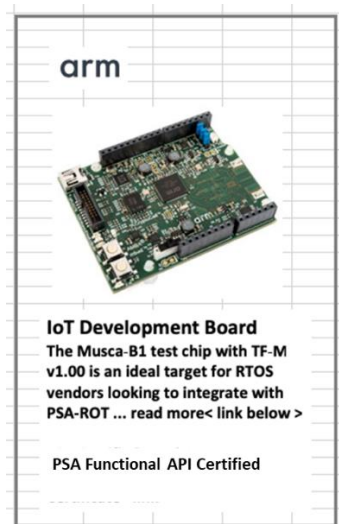 arm
arm
IoT Development Board
The Musca-B1 test chip with TF-M
v1.00 is an ideal target for RTOS
vendors looking to integrate with
PSA-ROT ... read more< link below >
PSA Functional API Certified